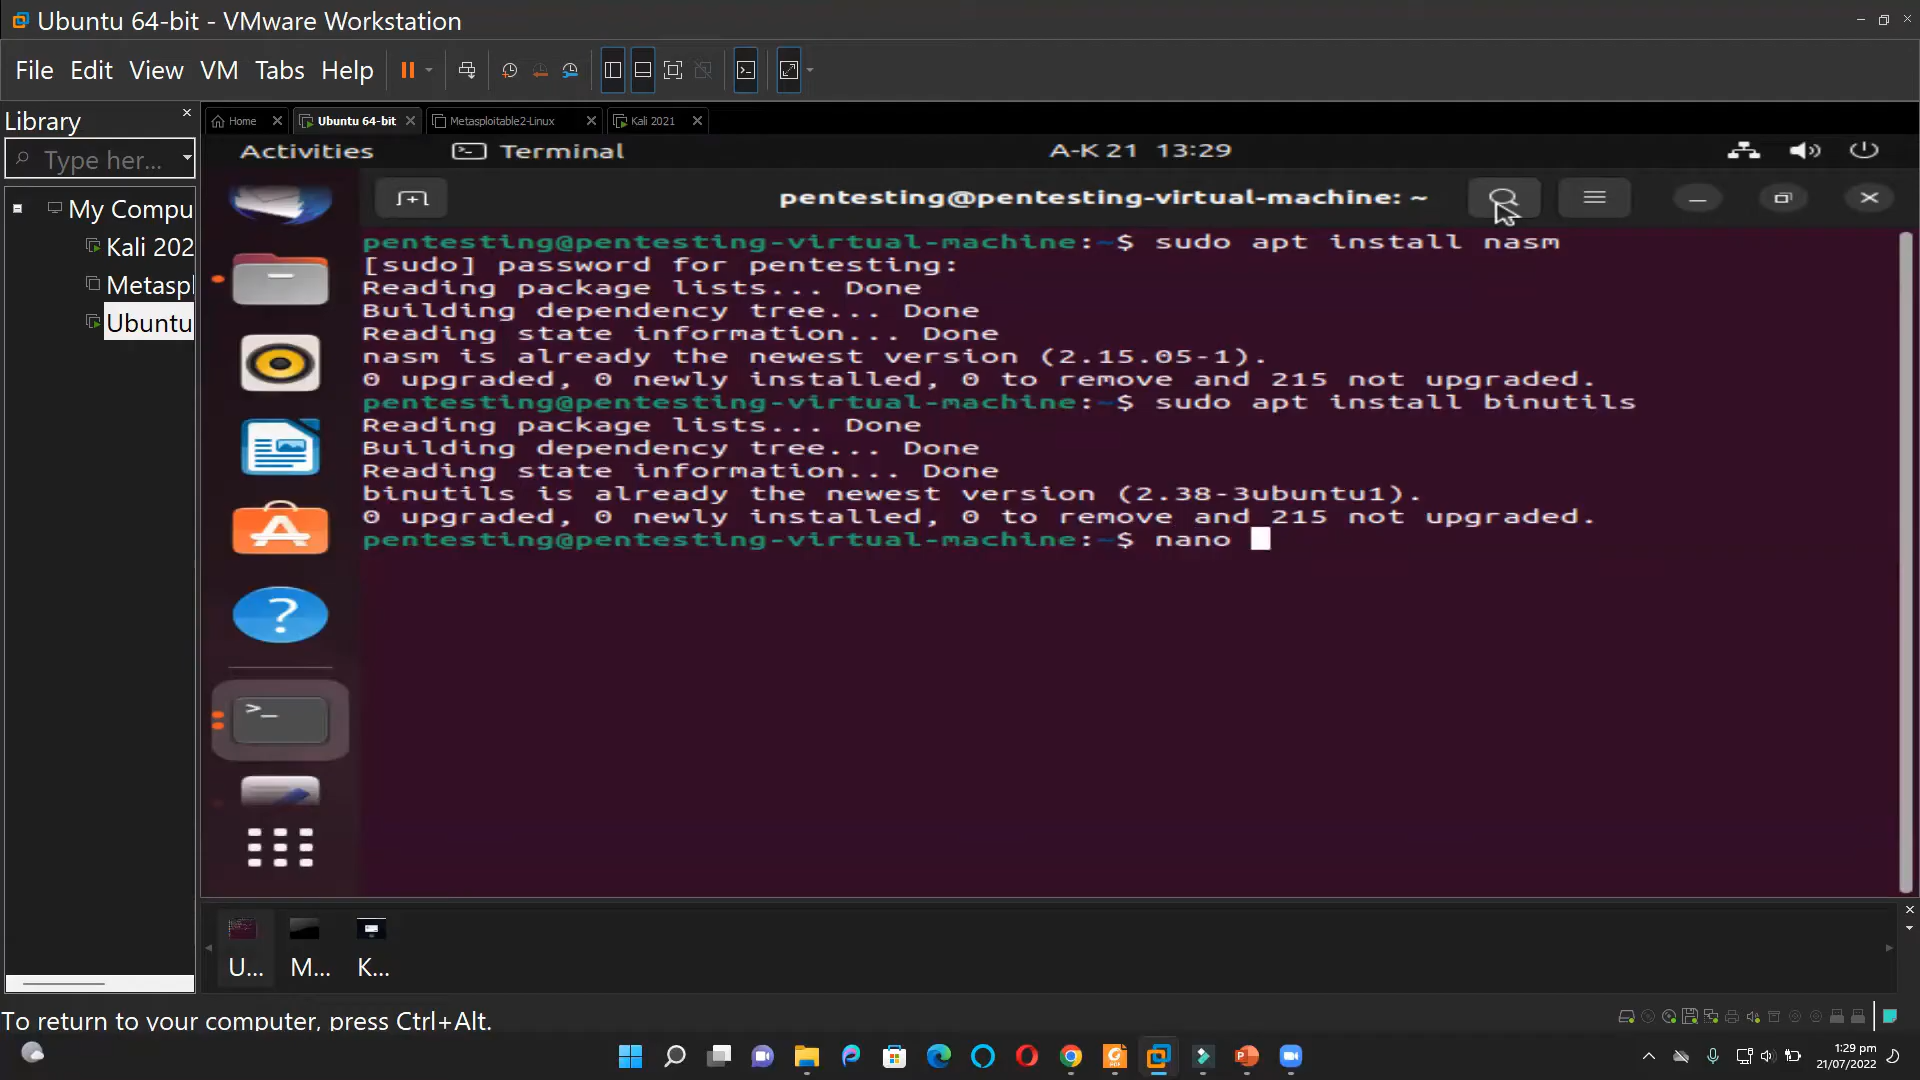 Ubuntu 64-bit - VMware Workstation
File Edit View VM Tabs Help
Library
Type her...
My Compu
Kali 202
Metaspl
Ubuntu
Home
Ubuntu 64-bit
Metasploitable2-Linux
Kali 2021
Activities
Terminal
A-K 21 13:29
pentesting@pentesting-virtual-machine: ~
pentesting@pentesting-virtual-machine:~$ sudo apt install nasm
[sudo] password for pentesting:
Reading package lists... Done
Building dependency tree... Done
Reading state information... Done
nasm is already the newest version (2.15.05-1).
0 upgraded, 0 newly installed, 0 to remove and 215 not upgraded.
pentesting@pentesting-virtual-machine:~$ sudo apt install binutils
Reading package lists... Done
Building dependency tree... Done
Reading state information... Done
binutils is already the newest version (2.38-3ubuntu1).
0 upgraded, 0 newly installed, 0 to remove and 215 not upgraded.
pentesting@pentesting-virtual-machine:~$ nano
U...
M...
K...
To return to your computer, press Ctrl+Alt.
1:29 pm
21/07/2022